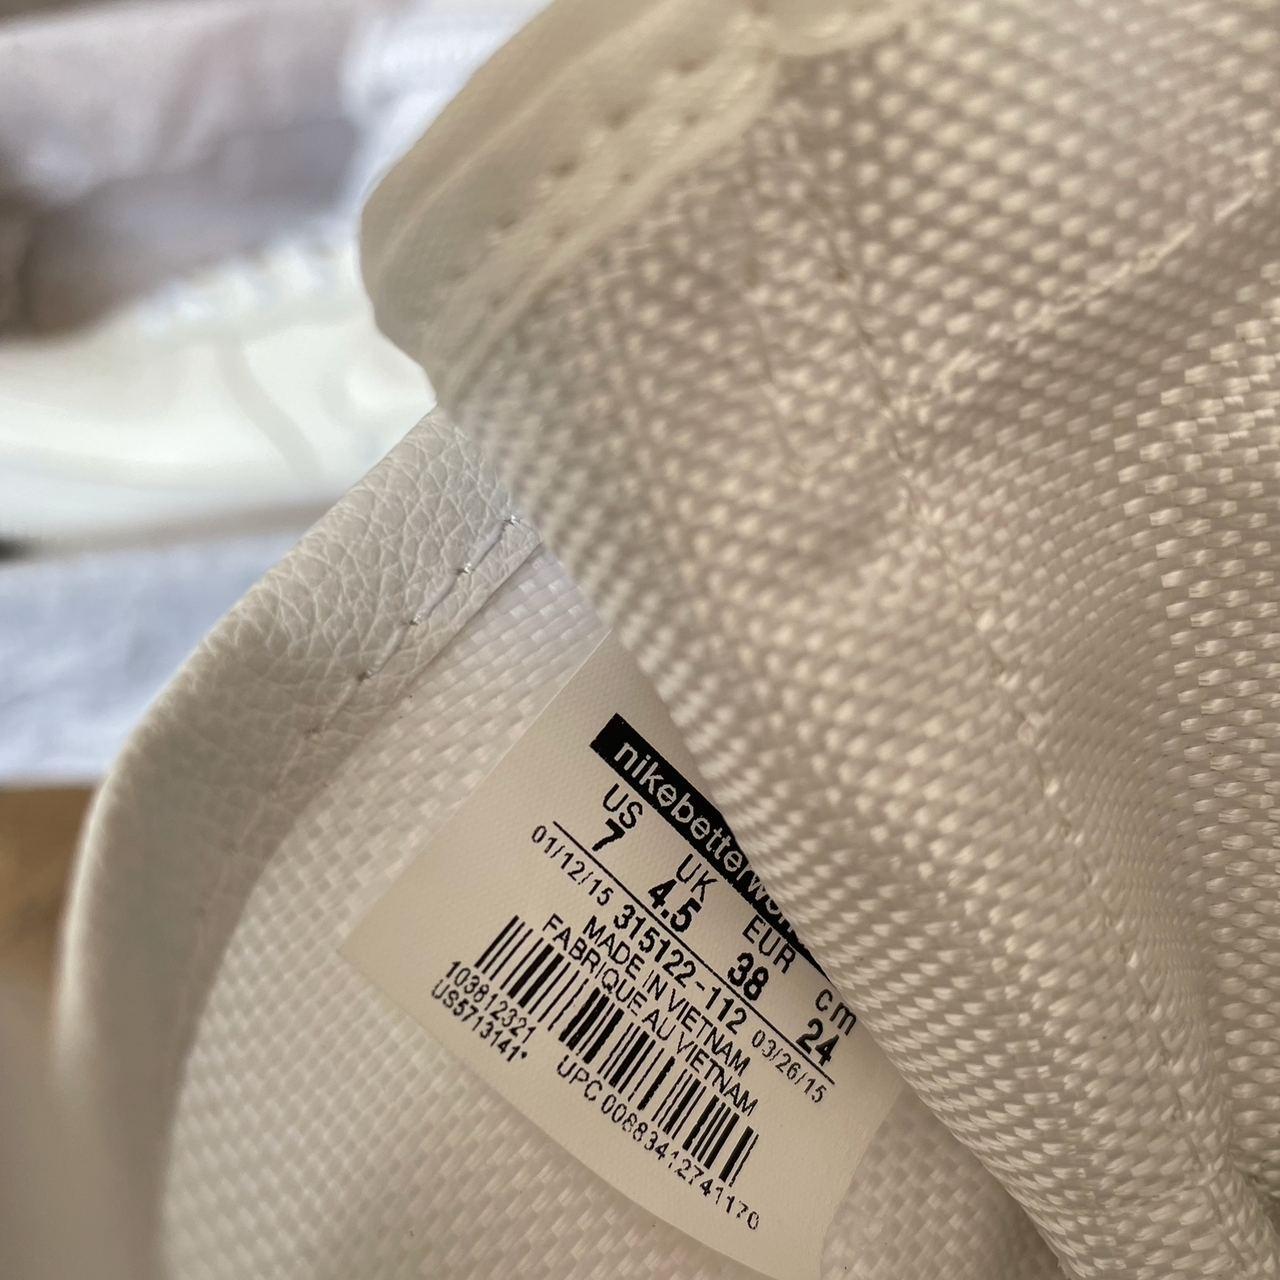 nikebetterworld
US UK EUR cm
7 4.5 38 24
01/12/15 315122-112 03/26/15
MADE IN VIETNAM
FABRIQUE AU VIETNAM
103812321
US5713141* UPC 00883412741170